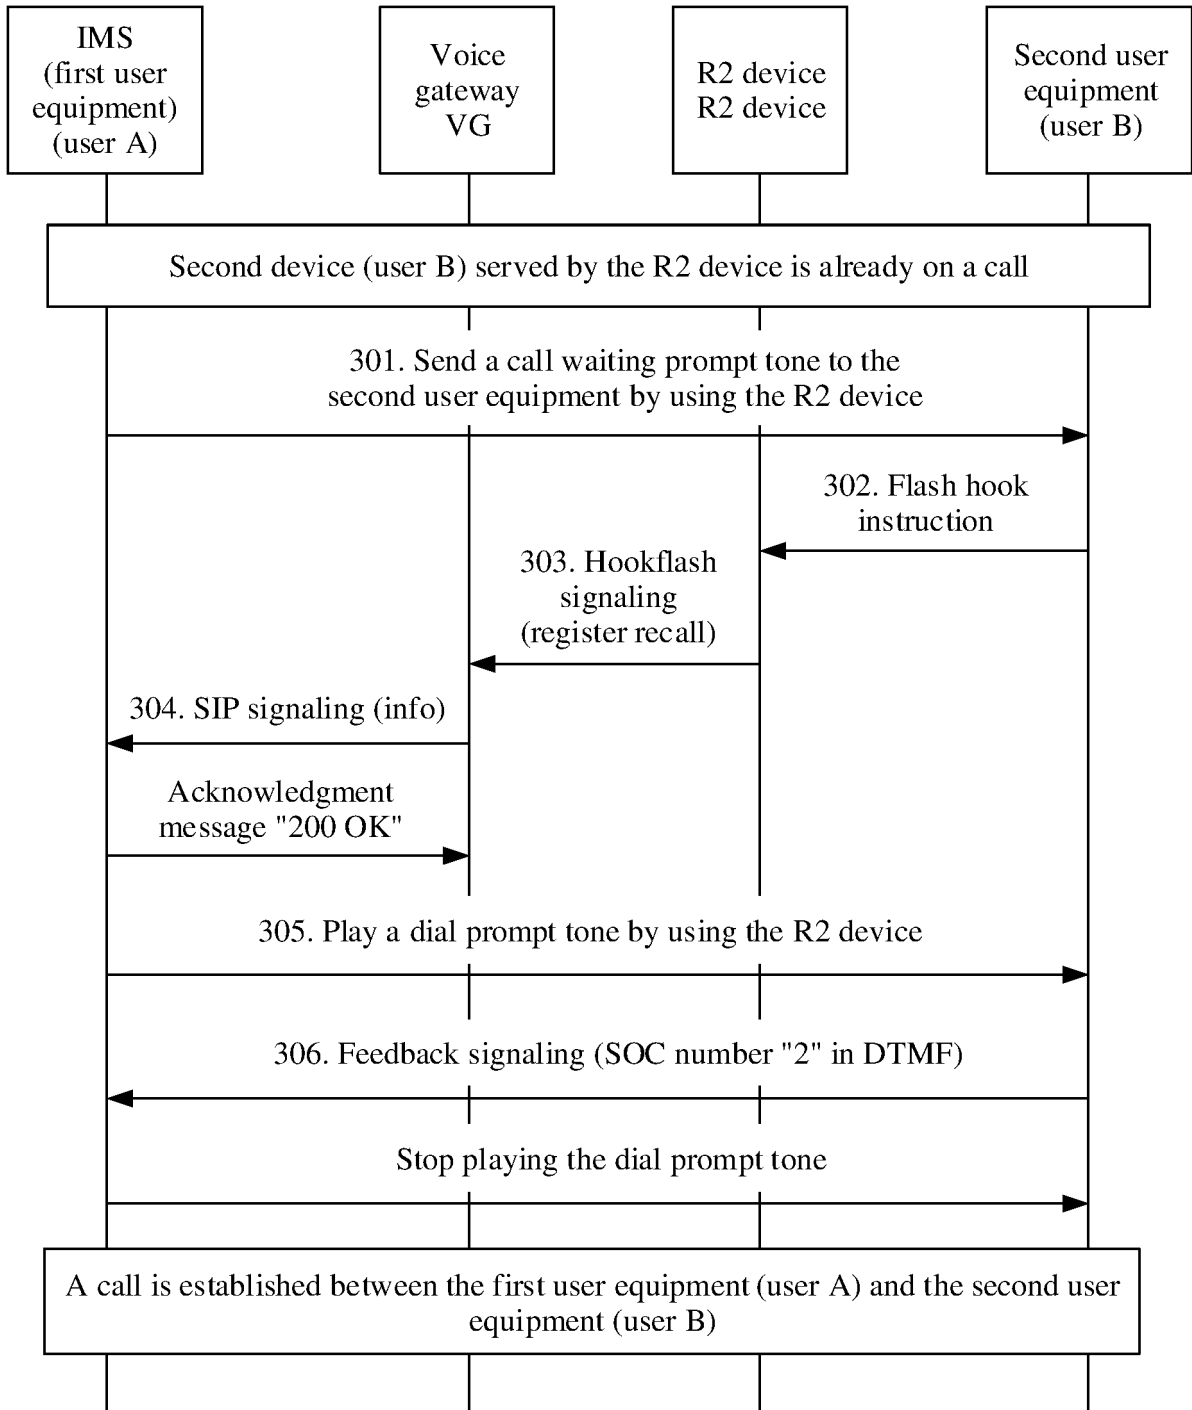 IMS
(first user
equipment)
(user A)
Voice
gateway
VG
R2 device
R2 device
Second user
equipment
(user B)
Second device (user B) served by the R2 device is already on a call
301. Send a call waiting prompt tone to the
second user equipment by using the R2 device
302. Flash hook
instruction
303. Hookflash
signaling
(register recall)
304. SIP signaling (info)
Acknowledgment
message "200 OK"
305. Play a dial prompt tone by using the R2 device
306. Feedback signaling (SOC number "2" in DTMF)
Stop playing the dial prompt tone
A call is established between the first user equipment (user A) and the second user
equipment (user B)